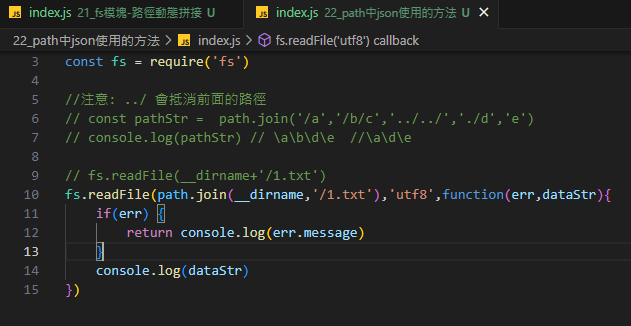 JS index.js 21_fs模塊-路徑動態拼接 U
JS index.js 22_path中json使用的方法 U ×
22_path中json使用的方法 > JS index.js > fs.readFile('utf8') callback
3 const fs = require('fs')
4
5 //注意: ../ 會抵消前面的路徑
6 // const pathStr =  path.join('/a','/b/c','../../','./d','e')
7 // console.log(pathStr) // \a\b\d\e  //\a\d\e
8
9 // fs.readFile(__dirname+'/1.txt')
10 fs.readFile(path.join(__dirname,'/1.txt'),'utf8',function(err,dataStr){
11     if(err) {
12         return console.log(err.message)
13     }
14     console.log(dataStr)
15 })